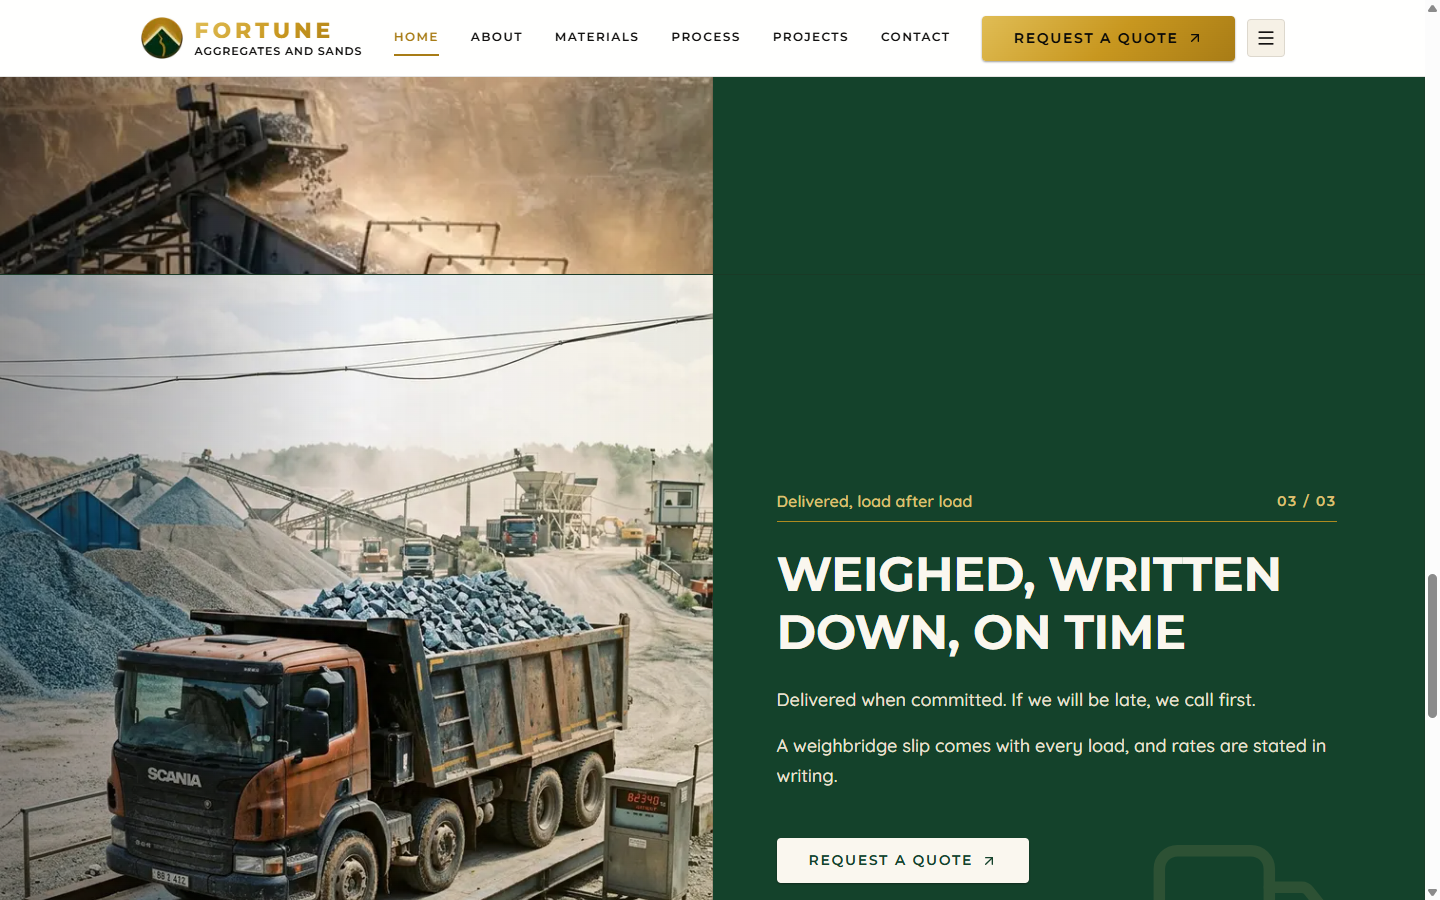 FORTUNE
AGGREGATES AND SANDS
HOME
ABOUT
MATERIALS
PROCESS
PROJECTS
CONTACT
REQUEST A QUOTE
Delivered, load after load
03 / 03
WEIGHED, WRITTEN
DOWN, ON TIME
Delivered when committed. If we will be late, we call first.
A weighbridge slip comes with every load, and rates are stated in
writing.
REQUEST A QUOTE
SCANIA
82340